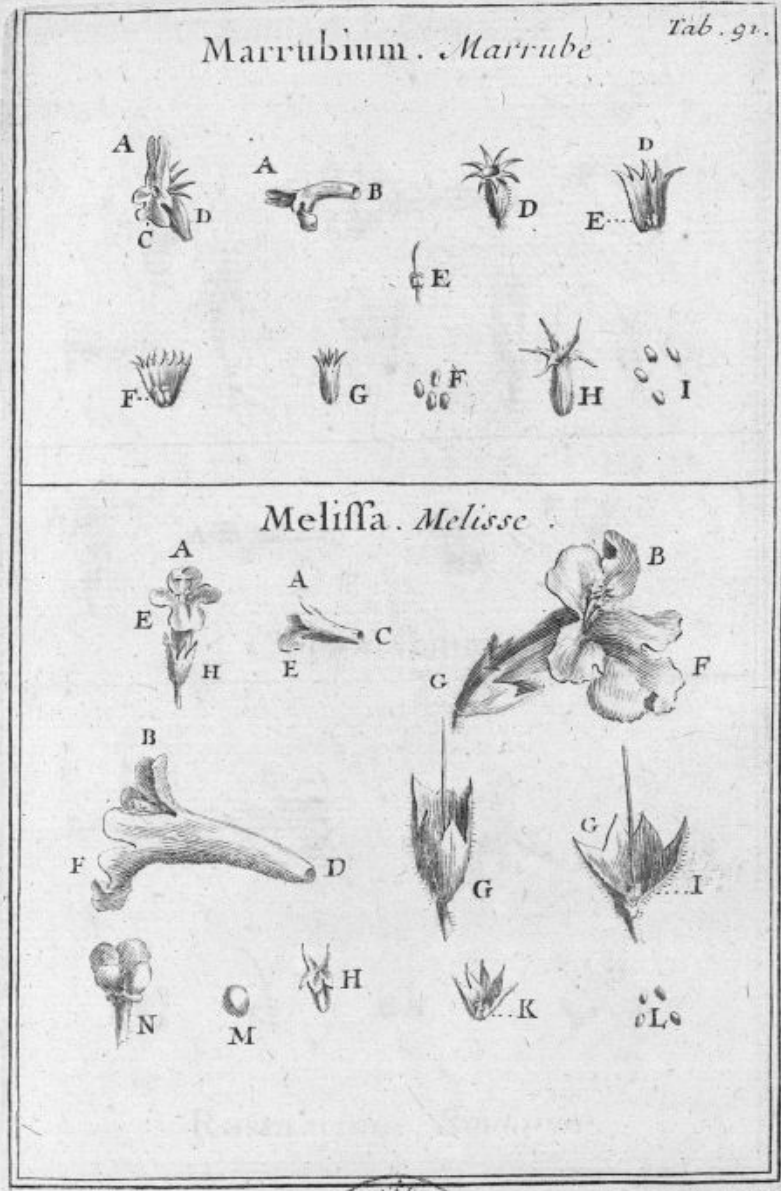 Tab. 91.
Marrubium. Marrube
A D
A B
E D
C D
E
F G F H I
Meliſſa. Melisse
A B
A
E C
E
H G F
B
G
F D
G I
H
N M K L